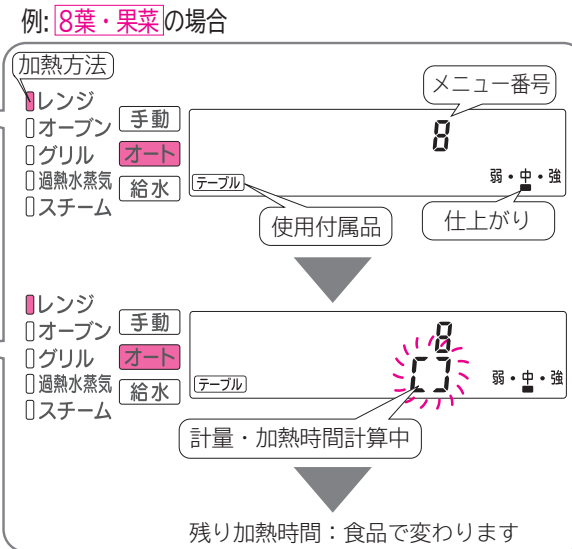 例: 8葉・果菜の場合
加熱方法
メニュー番号
レンジ
オーブン
グリル
過熱水蒸気
スチーム
手動
オート
給水
8
テーブル
弱・中・強
使用付属品
仕上がり
レンジ
オーブン
グリル
過熱水蒸気
スチーム
手動
オート
給水
8
テーブル
弱・中・強
計量・加熱時間計算中
残り加熱時間：食品で変わります